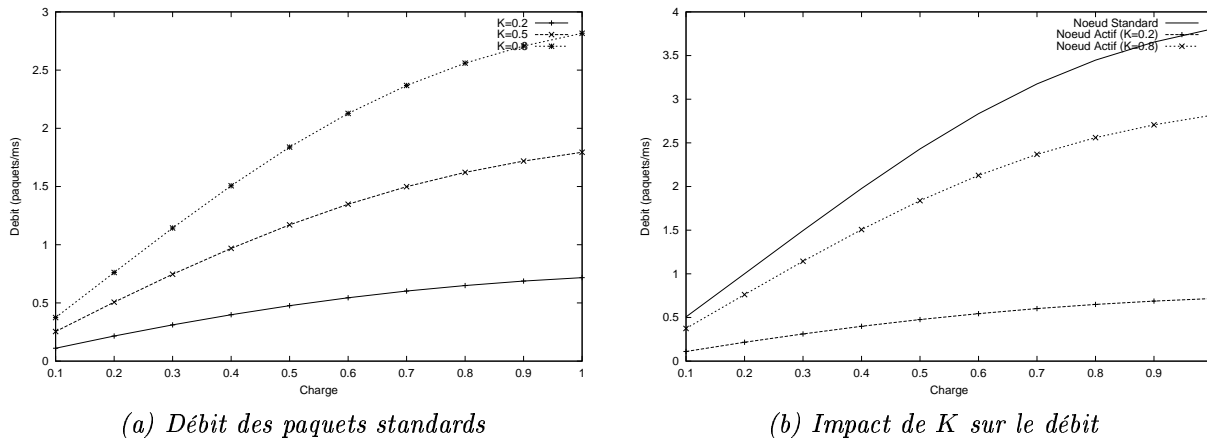 3
2.5
2
1.5
1
0.5
0
0.1 0.2 0.3 0.4 0.5 0.6 0.7 0.8 0.9 1
Charge
Debit (paquets/ms)
K=0.2
K=0.5
K=0.8
(a) Débit des paquets standards
4
3.5
3
2.5
2
1.5
1
0.5
0
0.1 0.2 0.3 0.4 0.5 0.6 0.7 0.8 0.9
Charge
Debit (paquets/ms)
Noeud Standard
Noeud Actif (K=0.2)
Noeud Actif (K=0.8)
(b) Impact de K sur le débit